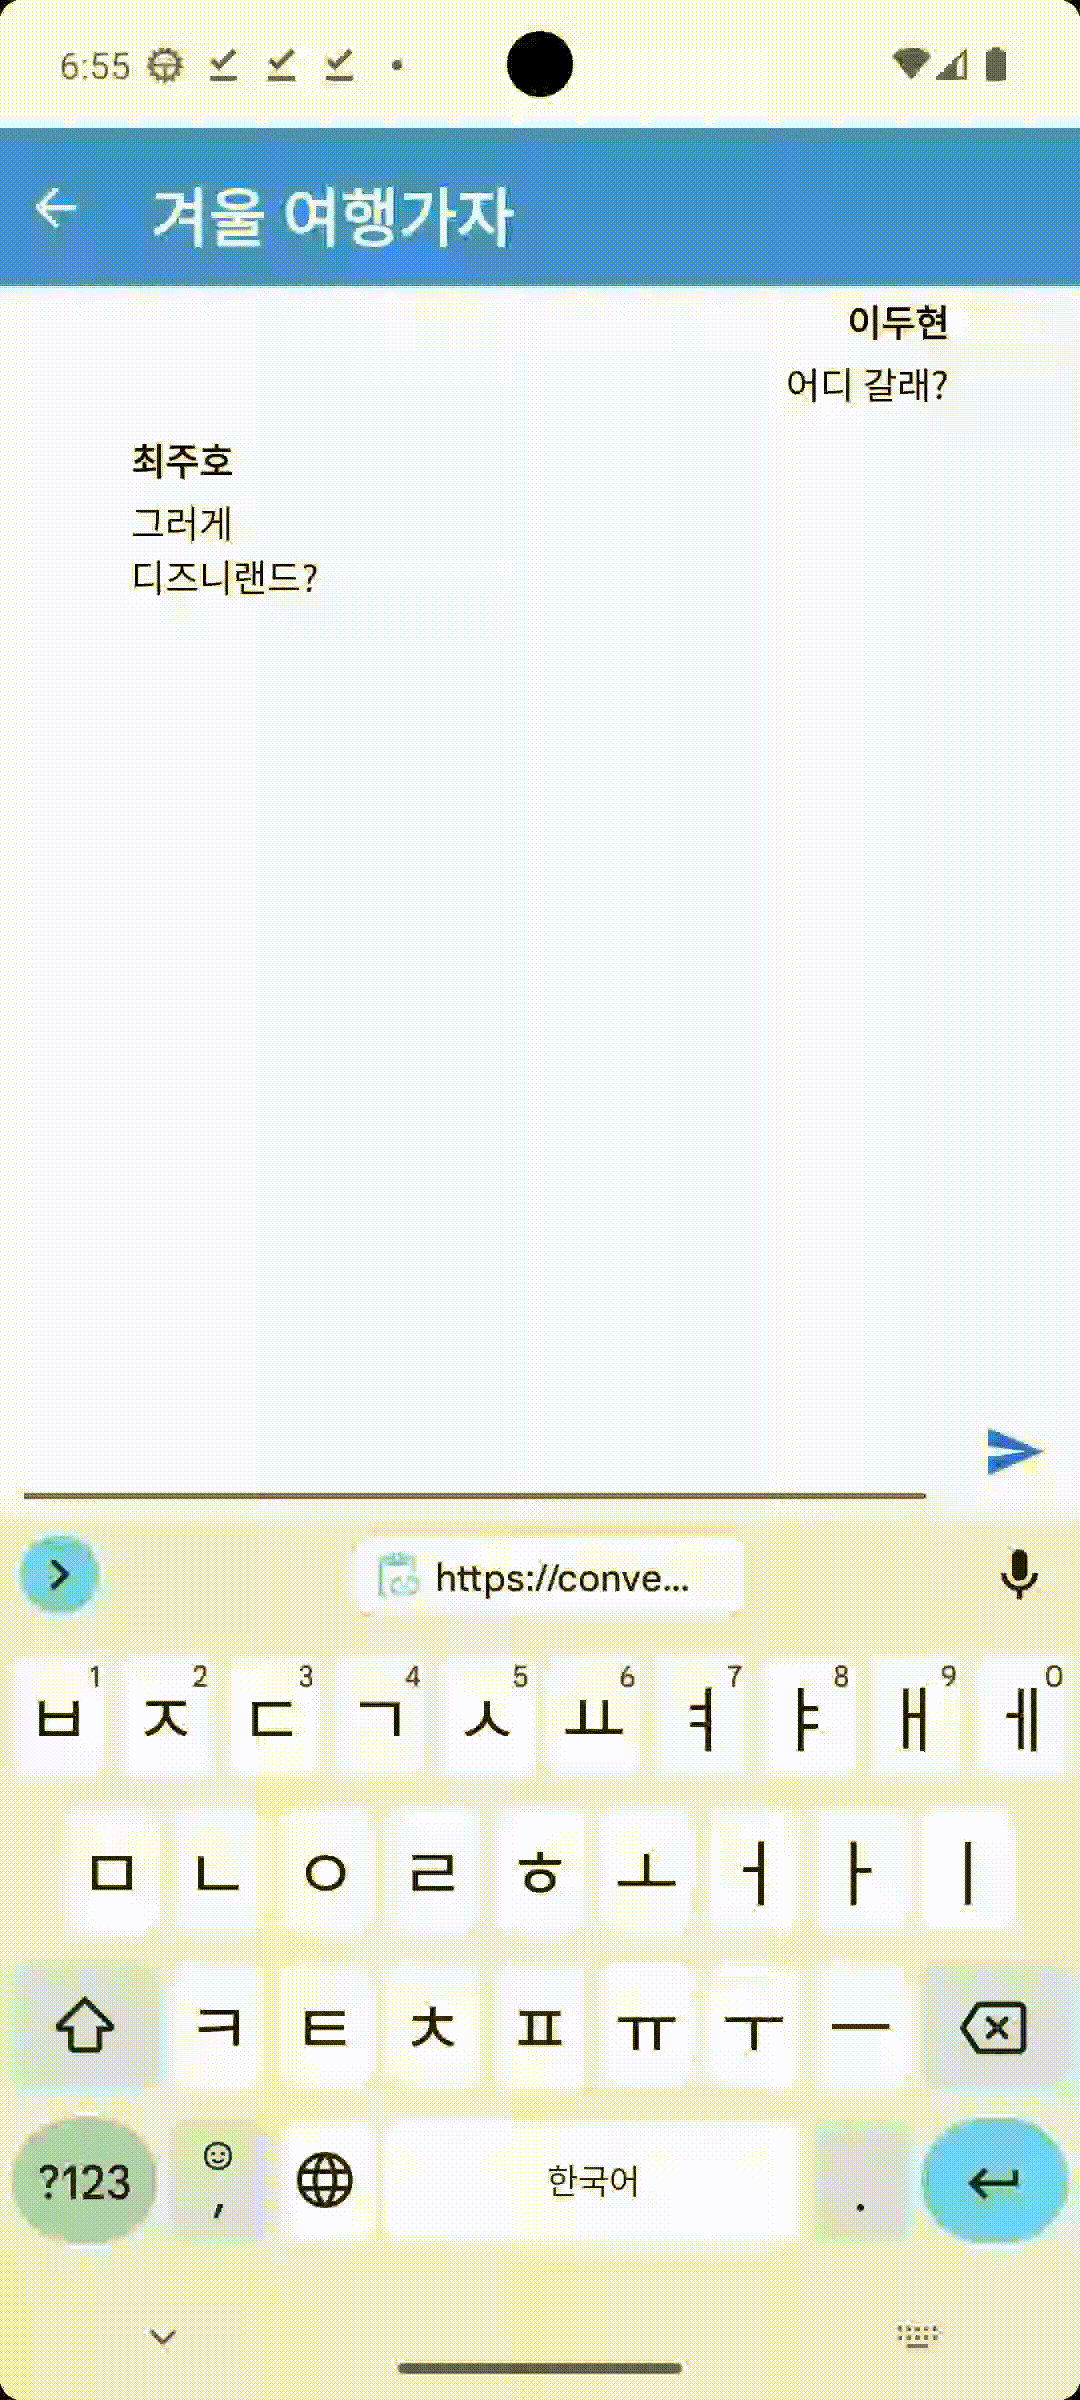 6:55
겨울 여행가자
이두현
어디 갈래?
최주호
그러게
디즈니랜드?
https://conve...
1 2 3 4 5 6 7 8 9 0
ㅂ ㅈ ㄷ ㄱ ㅅ ㅛ ㅕ ㅑ ㅐ ㅔ
ㅁ ㄴ ㅇ ㄹ ㅎ ㅗ ㅓ ㅏ ㅣ
ㅋ ㅌ ㅊ ㅍ ㅠ ㅜ ㅡ
?123 , 한국어 .